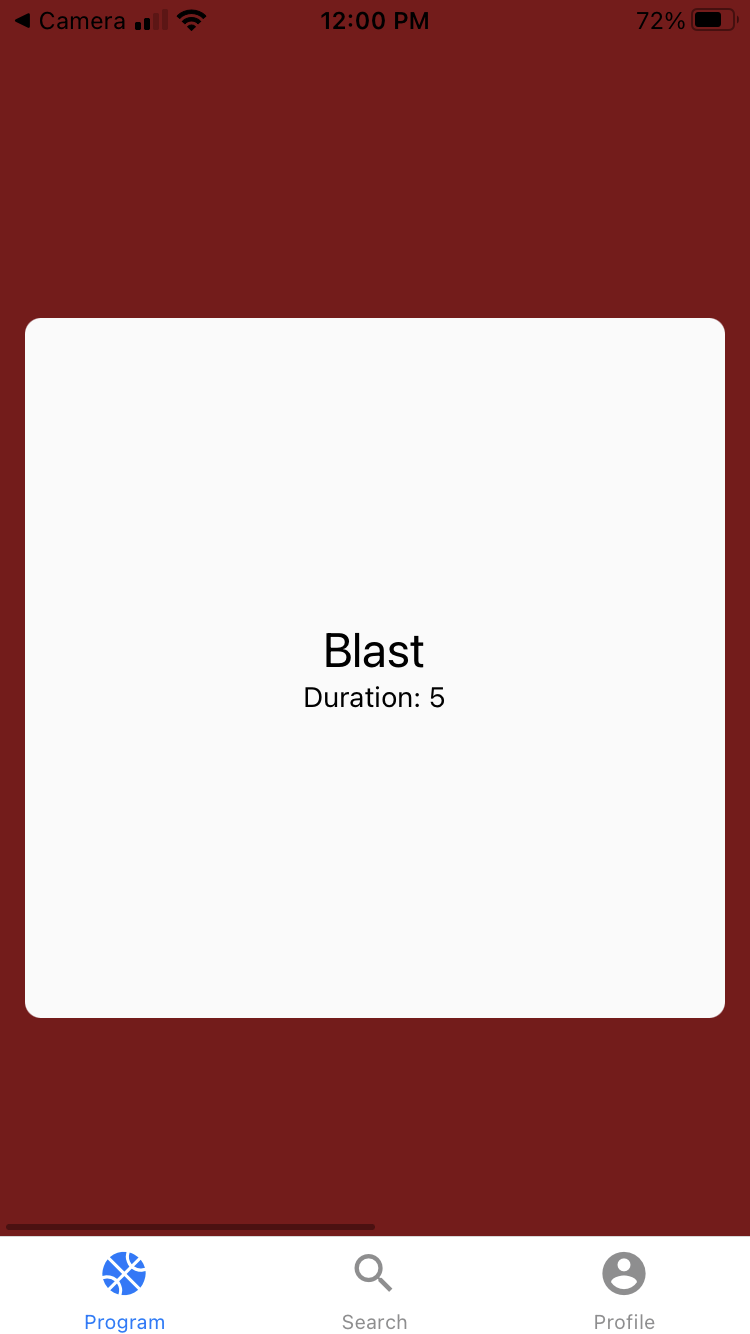 Camera 12:00 PM 72%
Blast
Duration: 5
Program Search Profile